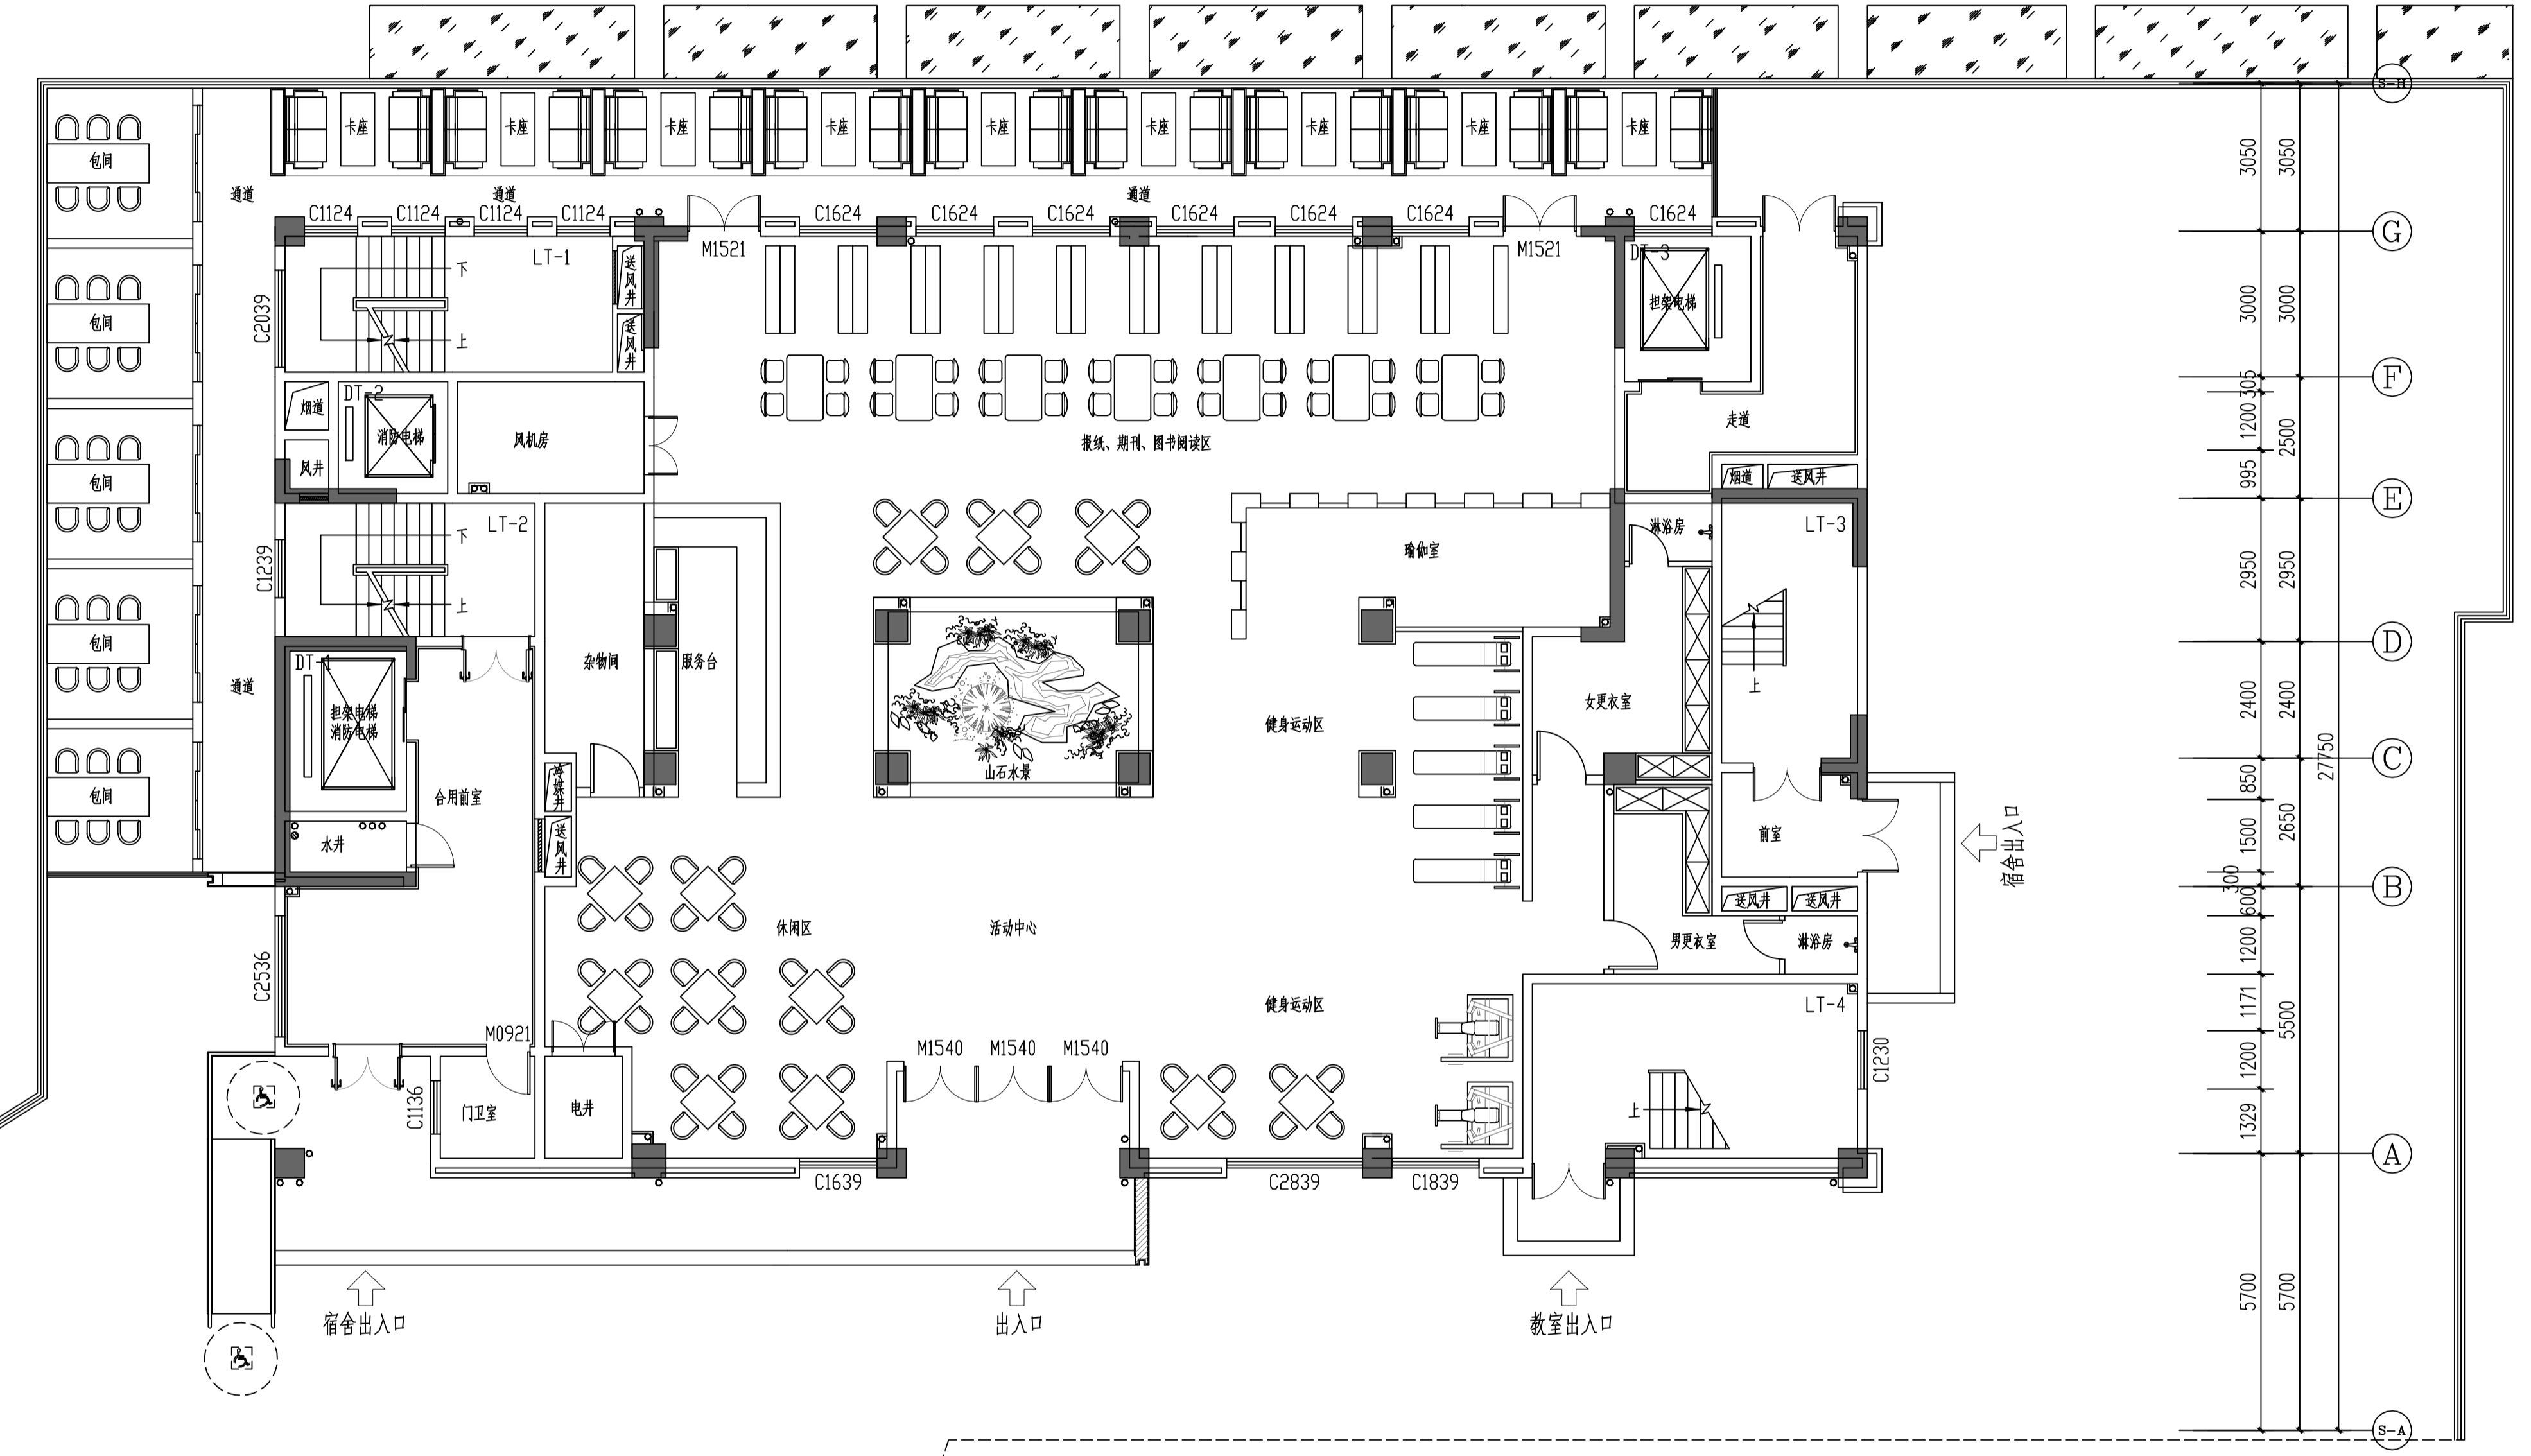 S-H
卡座 卡座 卡座 卡座 卡座 卡座 卡座 卡座 卡座
包间
通道 通道 通道
C1124 C1124 C1124 C1124 C1624 C1624 C1624 C1624 C1624 C1624 C1624
3050 3050
G
LT-1 M1521 M1521 DT-3
下
送风井
担架电梯
包间
C2039
上
送风井
3000 3000
F
DT-2
305
烟道
消防电梯
风机房
报纸、期刊、图书阅读区
走道
1200
2500
风井
包间
烟道 送风井
995
E
LT-2
下
淋浴房
LT-3
瑜伽室
C1239
上
2950 2950
包间
杂物间
服务台
D
DT-1
通道
担架电梯
消防电梯
女更衣室
上
健身运动区
2400 2400
27750
山石水景
C
冷媒井
包间
合用前室
850
2650
水井
送风井
前室
1500
宿舍出入口
300
B
送风井 送风井
600
休闲区
活动中心
男更衣室
淋浴房
1200
C2536
健身运动区
LT-4
1171
5500
M0921
M1540 M1540 M1540
C1230
1200
C1136
门卫室
电井
上
1329
A
C1639 C2839 C1839
5700 5700
宿舍出入口
出入口
教室出入口
S-A